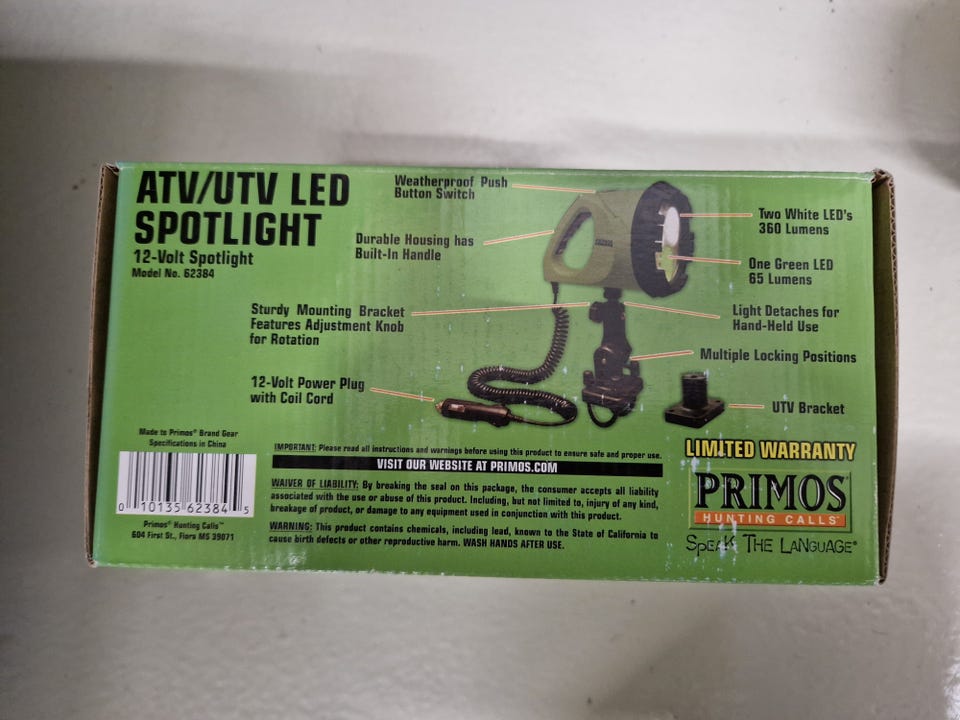 ATV/UTV LED
SPOTLIGHT
12-Volt Spotlight
Model No. 62384
Weatherproof Push
Button Switch
Durable Housing has
Built-In Handle
Sturdy Mounting Bracket
Features Adjustment Knob
for Rotation
12-Volt Power Plug
with Coil Cord
Two White LED's
360 Lumens
One Green LED
65 Lumens
Light Detaches for
Hand-Held Use
Multiple Locking Positions
UTV Bracket
Made to Primos® Brand Gear
Specifications in China
0 10135 62384 5
Primos® Hunting Calls™
604 First St., Flora MS 39071
IMPORTANT: Please read all instructions and warnings before using this product to ensure safe and proper use.
VISIT OUR WEBSITE AT PRIMOS.COM
WAIVER OF LIABILITY: By breaking the seal on this package, the consumer accepts all liability
associated with the use or abuse of this product. Including, but not limited to, injury of any kind,
breakage of product, or damage to any equipment used in conjunction with this product.
WARNING: This product contains chemicals, including lead, known to the State of California to
cause birth defects or other reproductive harm. WASH HANDS AFTER USE.
LIMITED WARRANTY
PRIMOS®
HUNTING CALLS®
SPEAK THE LANGUAGE®